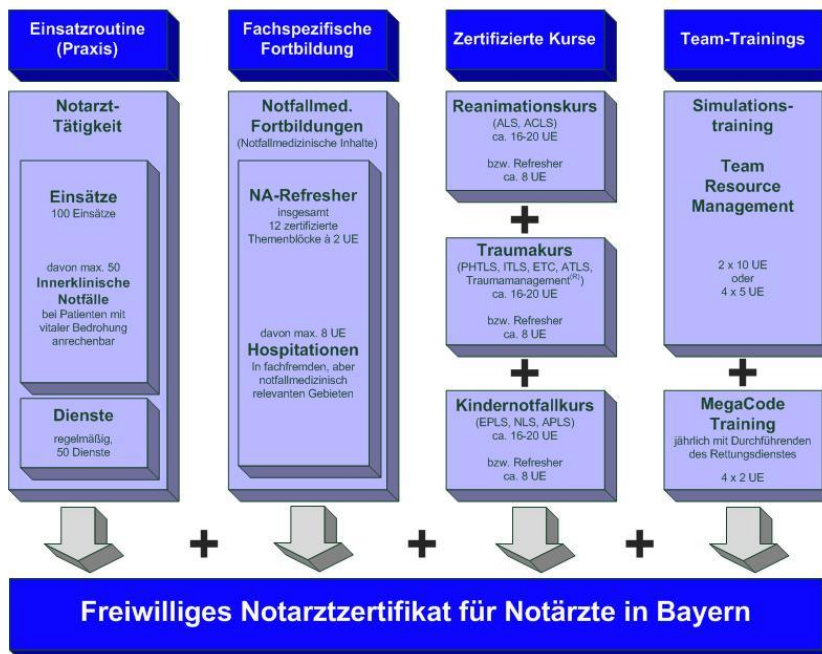 Einsatzroutine
(Praxis)
Fachspezifische
Fortbildung
Zertifizierte Kurse
Team-Trainings
Notarzt-
Tätigkeit
Einsätze
100 Einsätze
davon max. 50
Innerklinische
Notfälle
bei Patienten mit
vitaler Bedrohung
anrechenbar
Dienste
regelmäßig,
50 Dienste
Notfallmed.
Fortbildungen
(Notfallmedizinische Inhalte)
NA-Refresher
insgesamt
12 zertifizierte
Themenblöcke à 2 UE
davon max. 8 UE
Hospitationen
In fachfremden, aber
notfallmedizinisch
relevanten Gebieten
Reanimationskurs
(ALS, ACLS)
ca. 16-20 UE
bzw. Refresher
ca. 8 UE
+
Traumakurs
(PHTLS, ITLS, ETC, ATLS,
Traumamanagement(R))
ca. 16-20 UE
bzw. Refresher
ca. 8 UE
+
Kindernotfallkurs
(EPLS, NLS, APLS)
ca. 16-20 UE
bzw. Refresher
ca. 8 UE
Simulations-
training
Team
Resource
Management
2 x 10 UE
oder
4 x 5 UE
+
MegaCode
Training
jährlich mit Durchführenden
des Rettungsdienstes
4 x 2 UE
+ + +
Freiwilliges Notarztzertifikat für Notärzte in Bayern